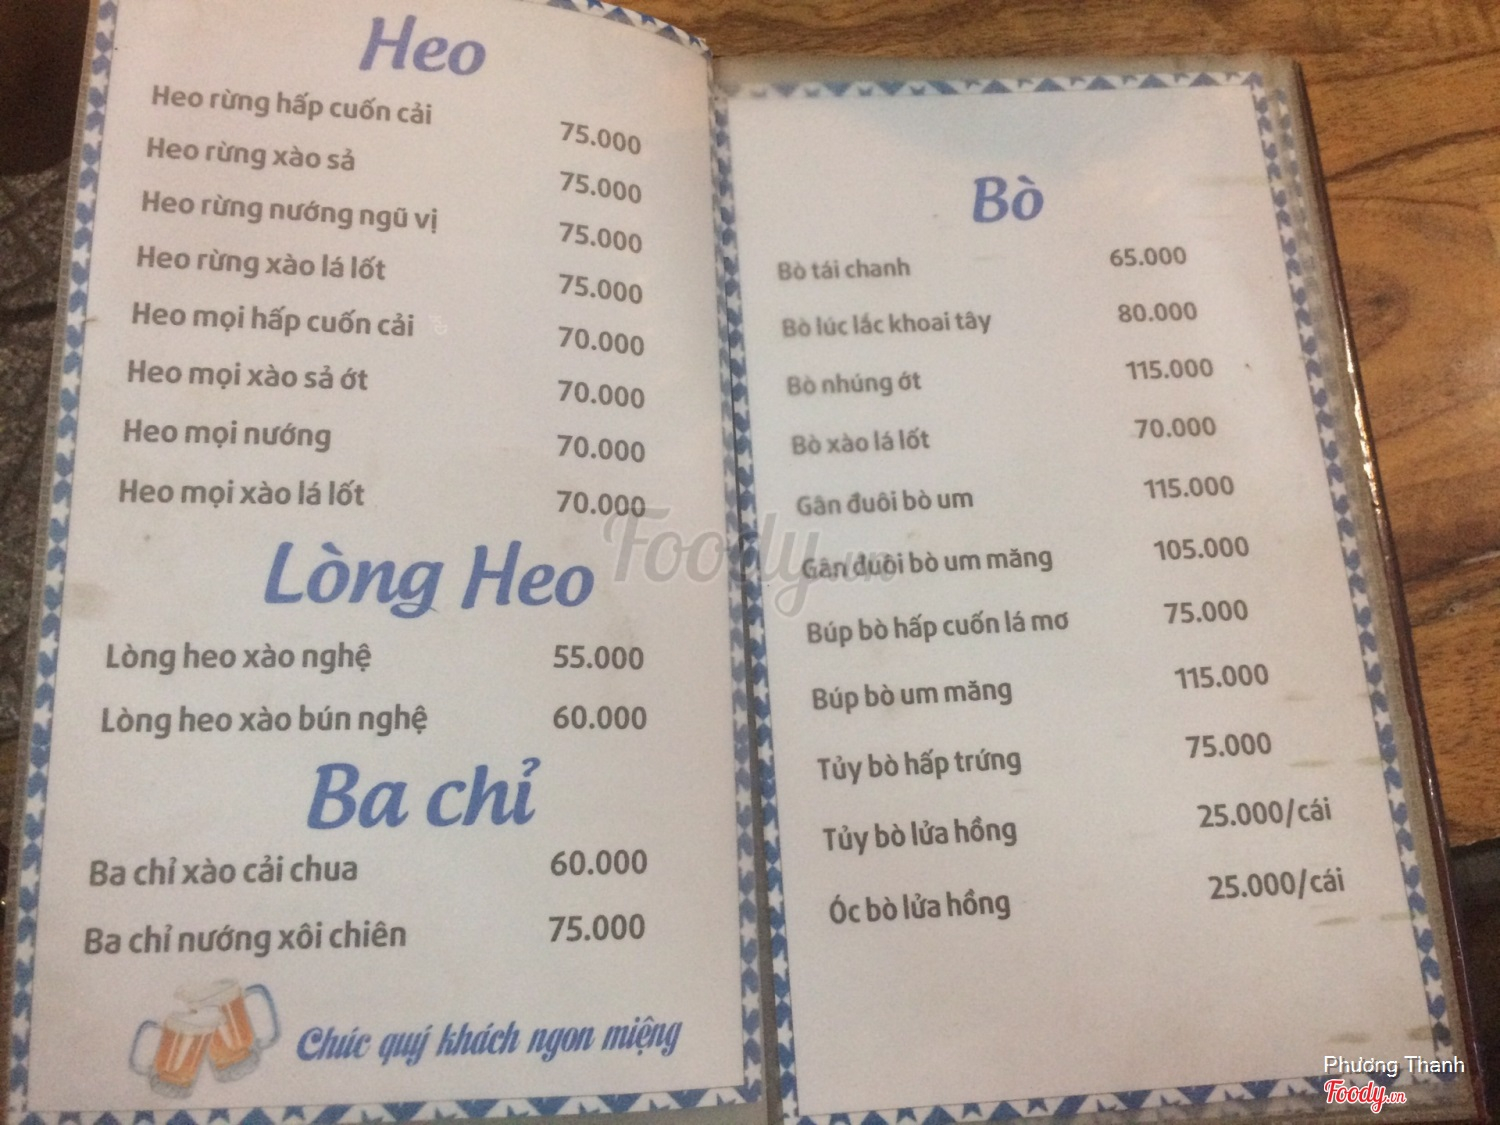 Heo
Heo rừng hấp cuốn cải 75.000
Heo rừng xào sả 75.000
Heo rừng nướng ngũ vị 75.000
Heo rừng xào lá lốt 75.000
Heo mọi hấp cuốn cải 70.000
Heo mọi xào sả ớt 70.000
Heo mọi nướng 70.000
Heo mọi xào lá lốt 70.000
Lòng Heo
Lòng heo xào nghệ 55.000
Lòng heo xào bún nghệ 60.000
Ba chỉ
Ba chỉ xào cải chua 60.000
Ba chỉ nướng xôi chiên 75.000
Chúc quý khách ngon miệng
Bò
Bò tái chanh 65.000
Bò lúc lắc khoai tây 80.000
Bò nhúng ớt 115.000
Bò xào lá lốt 70.000
Gân đuôi bò um 115.000
Gân đuôi bò um măng 105.000
Búp bò hấp cuốn lá mơ 75.000
Búp bò um măng 115.000
Tủy bò hấp trứng 75.000
Tủy bò lửa hồng 25.000/cái
Óc bò lửa hồng 25.000/cái
Foody.vn
Phương Thanh
Foody.vn